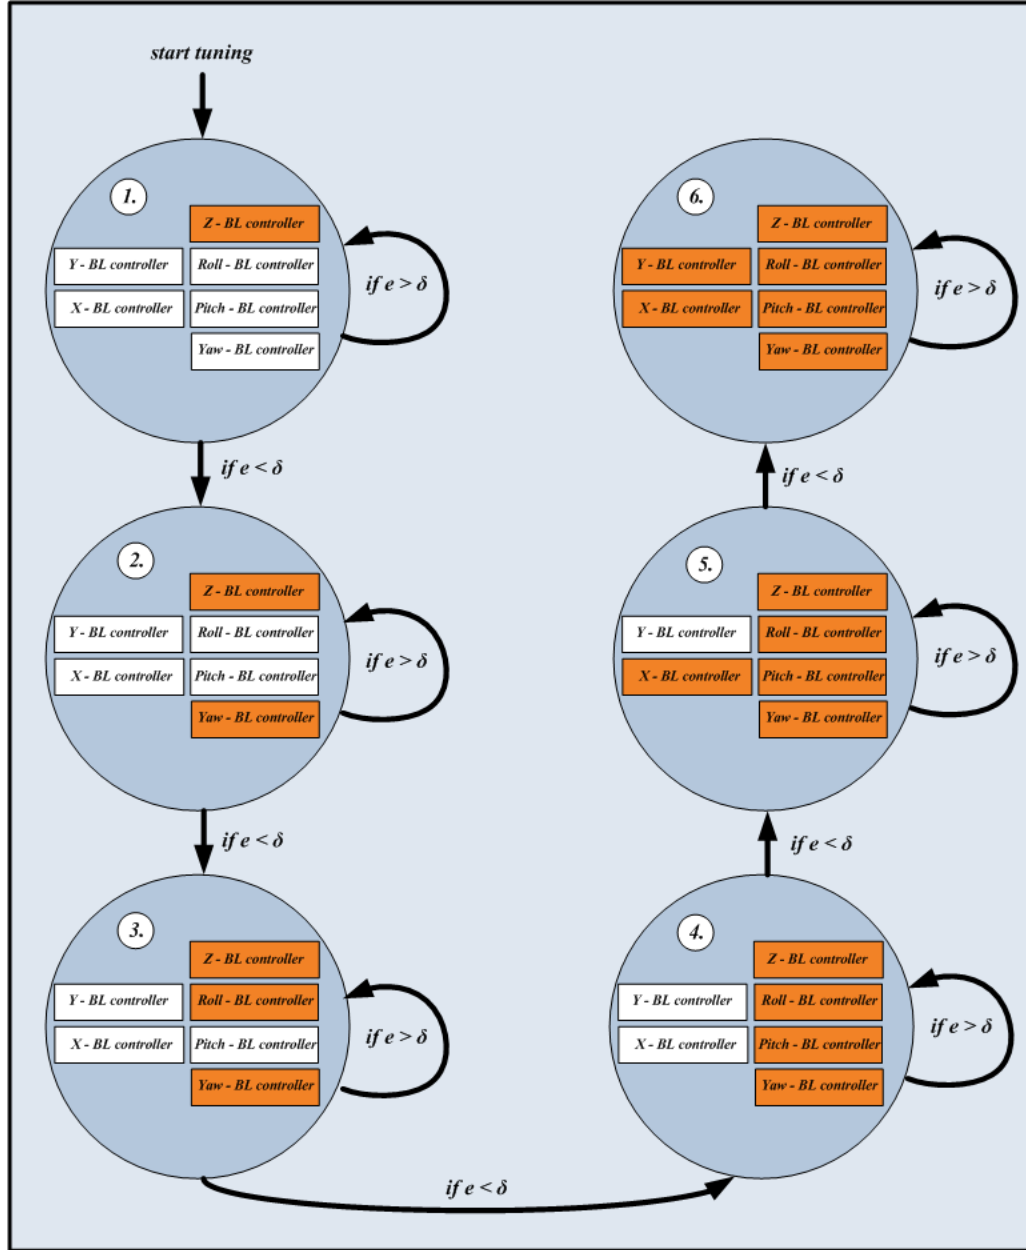 start tuning
1.
Z - BL controller
Y - BL controller
Roll - BL controller
X - BL controller
Pitch - BL controller
Yaw - BL controller
if e > δ
if e < δ
2.
Z - BL controller
Y - BL controller
Roll - BL controller
X - BL controller
Pitch - BL controller
Yaw - BL controller
if e > δ
if e < δ
3.
Z - BL controller
Y - BL controller
Roll - BL controller
X - BL controller
Pitch - BL controller
Yaw - BL controller
if e > δ
if e < δ
4.
Z - BL controller
Y - BL controller
Roll - BL controller
X - BL controller
Pitch - BL controller
Yaw - BL controller
if e > δ
if e < δ
5.
Z - BL controller
Y - BL controller
Roll - BL controller
X - BL controller
Pitch - BL controller
Yaw - BL controller
if e > δ
if e < δ
6.
Z - BL controller
Y - BL controller
Roll - BL controller
X - BL controller
Pitch - BL controller
Yaw - BL controller
if e > δ